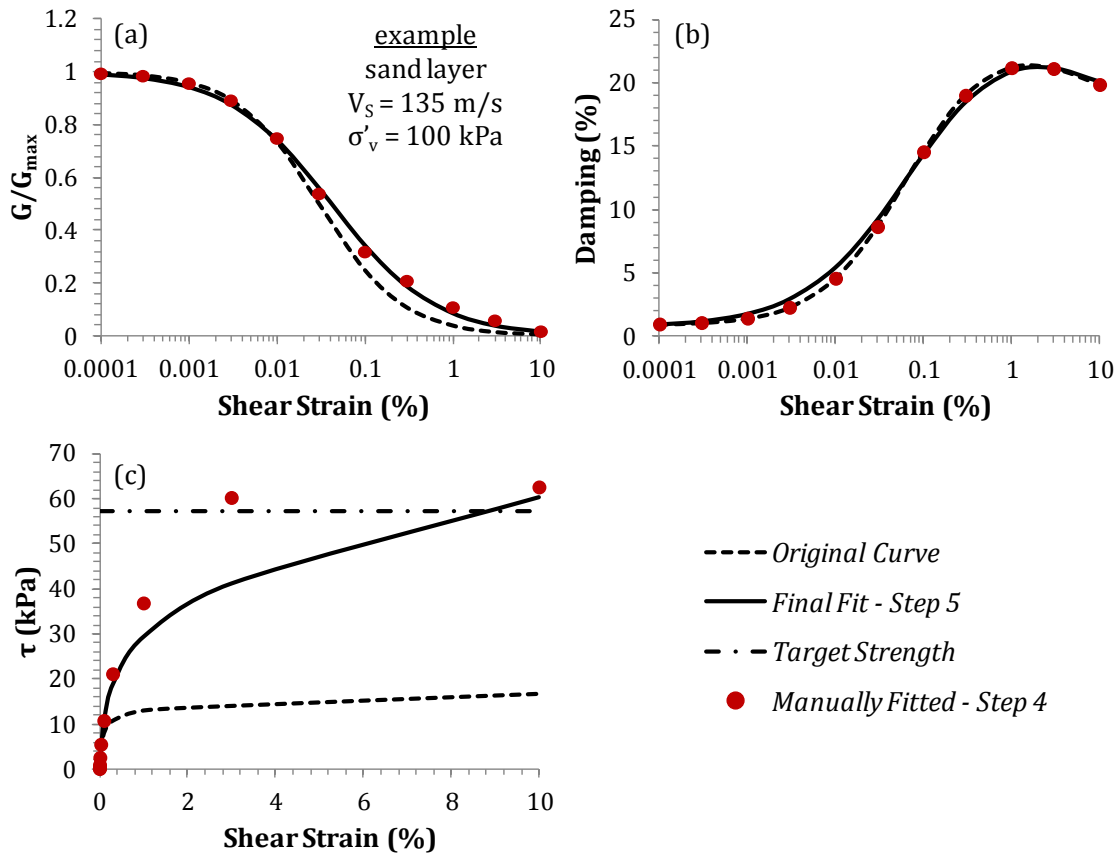 (a)
example
sand layer
V_S = 135 m/s
σ'_v = 100 kPa
G/G_max
1.2
1
0.8
0.6
0.4
0.2
0
0.0001 0.001 0.01 0.1 1 10
Shear Strain (%)
(b)
Damping (%)
25
20
15
10
5
0
0.0001 0.001 0.01 0.1 1 10
Shear Strain (%)
(c)
τ (kPa)
70
60
50
40
30
20
10
0
0 2 4 6 8 10
Shear Strain (%)
Original Curve
Final Fit - Step 5
Target Strength
Manually Fitted - Step 4